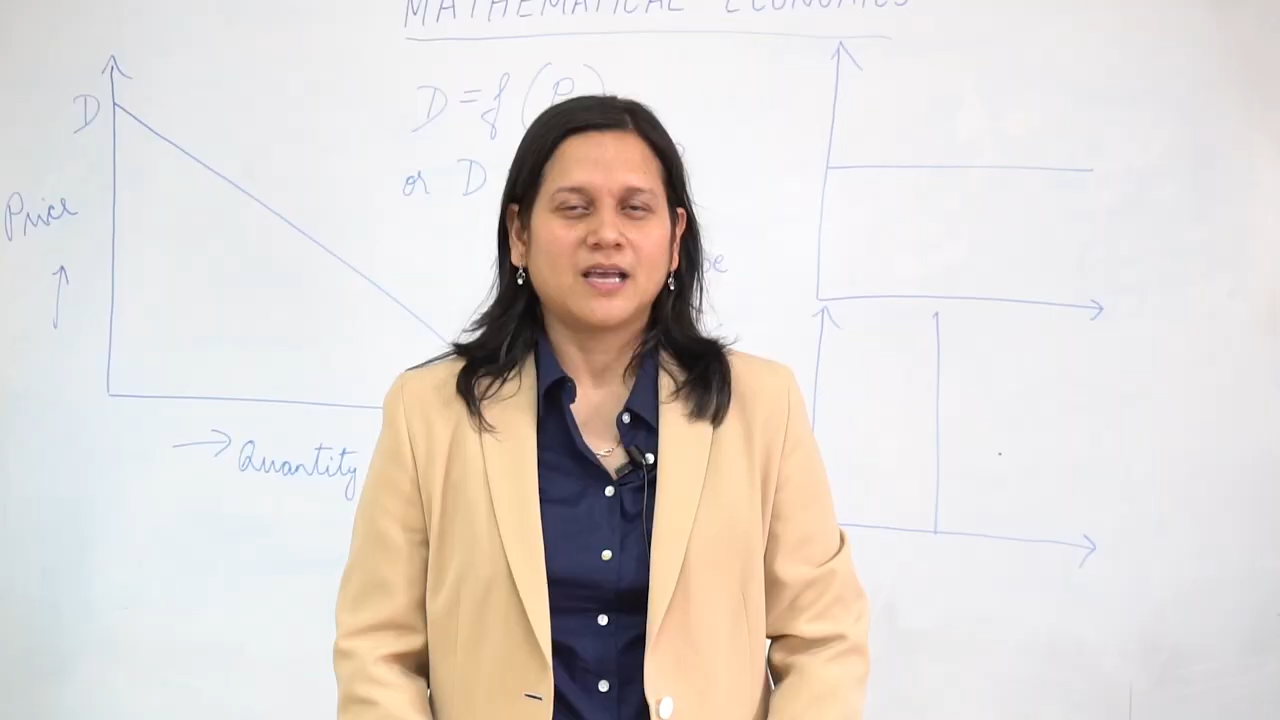 MATHEMATICAL ECONOMICS
D
D = f (P)
or D
Price
Quantity